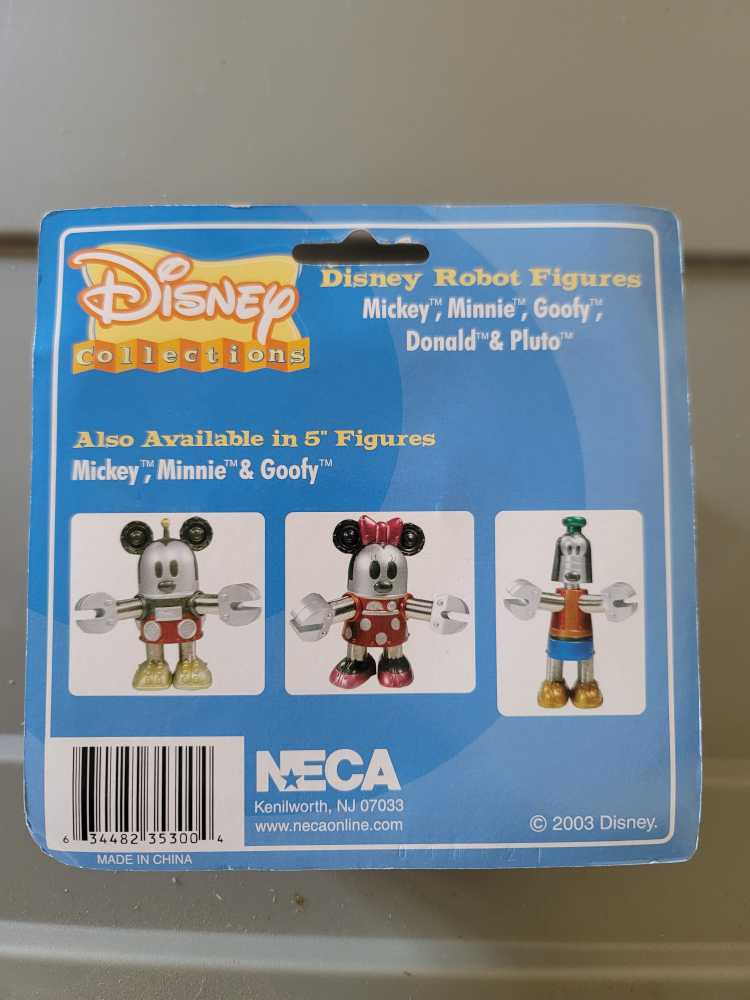 Disney
Collections
Disney Robot Figures
Mickey™, Minnie™, Goofy™,
Donald™ & Pluto™
Also Available in 5" Figures
Mickey™, Minnie™ & Goofy™
NECA
Kenilworth, NJ 07033
www.necaonline.com
© 2003 Disney.
6 34482 35300 4
MADE IN CHINA